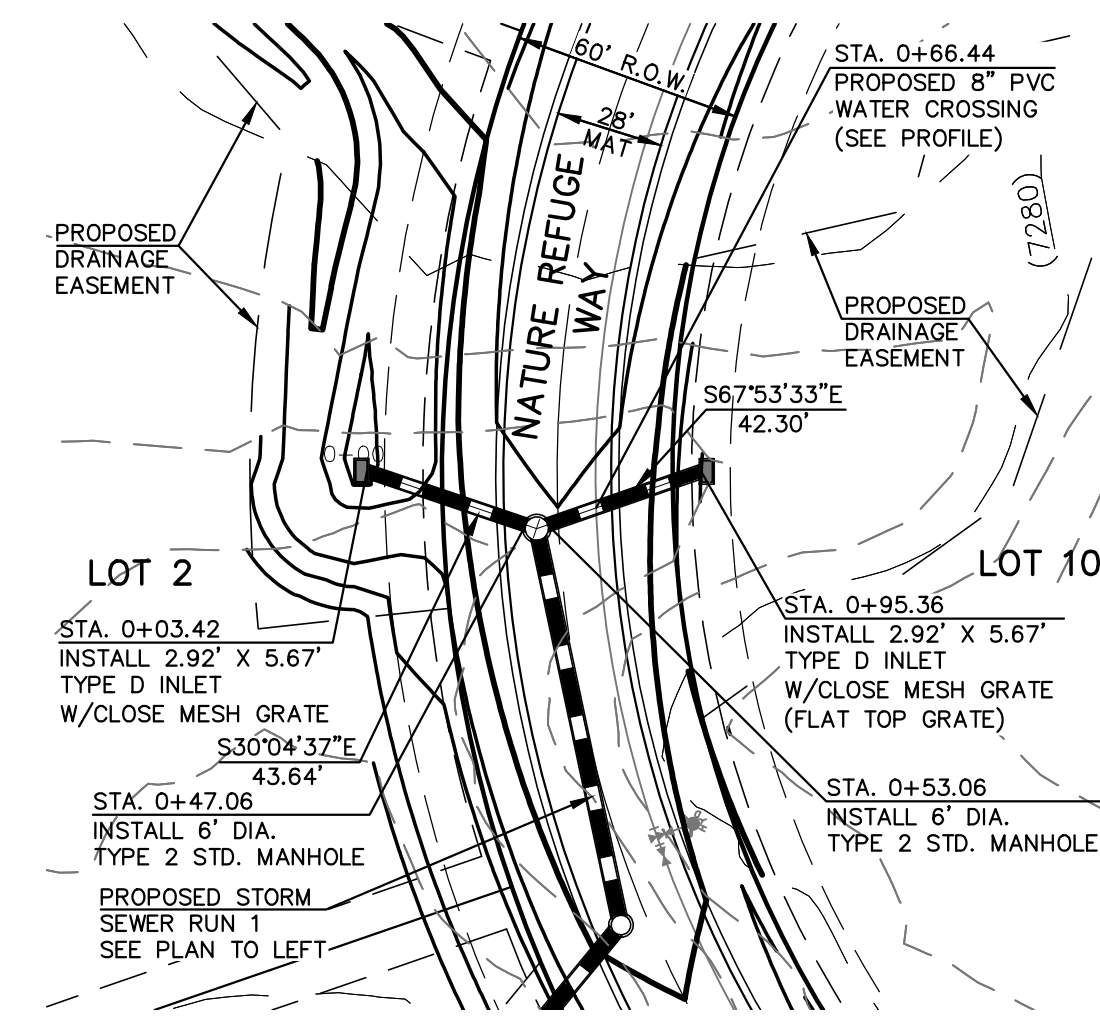 60' R.O.W.
28'
MAT
NATURE REFUGE
WAY
STA. 0+66.44
PROPOSED 8" PVC
WATER CROSSING
(SEE PROFILE)
(7280)
PROPOSED
DRAINAGE
EASEMENT
PROPOSED
DRAINAGE
EASEMENT
S67°53'33"E
42.30'
LOT 2
LOT 10
STA. 0+03.42
INSTALL 2.92' X 5.67'
TYPE D INLET
W/CLOSE MESH GRATE
STA. 0+95.36
INSTALL 2.92' X 5.67'
TYPE D INLET
W/CLOSE MESH GRATE
(FLAT TOP GRATE)
S30°04'37"E
43.64'
STA. 0+47.06
INSTALL 6' DIA.
TYPE 2 STD. MANHOLE
STA. 0+53.06
INSTALL 6' DIA.
TYPE 2 STD. MANHOLE
PROPOSED STORM
SEWER RUN 1
SEE PLAN TO LEFT